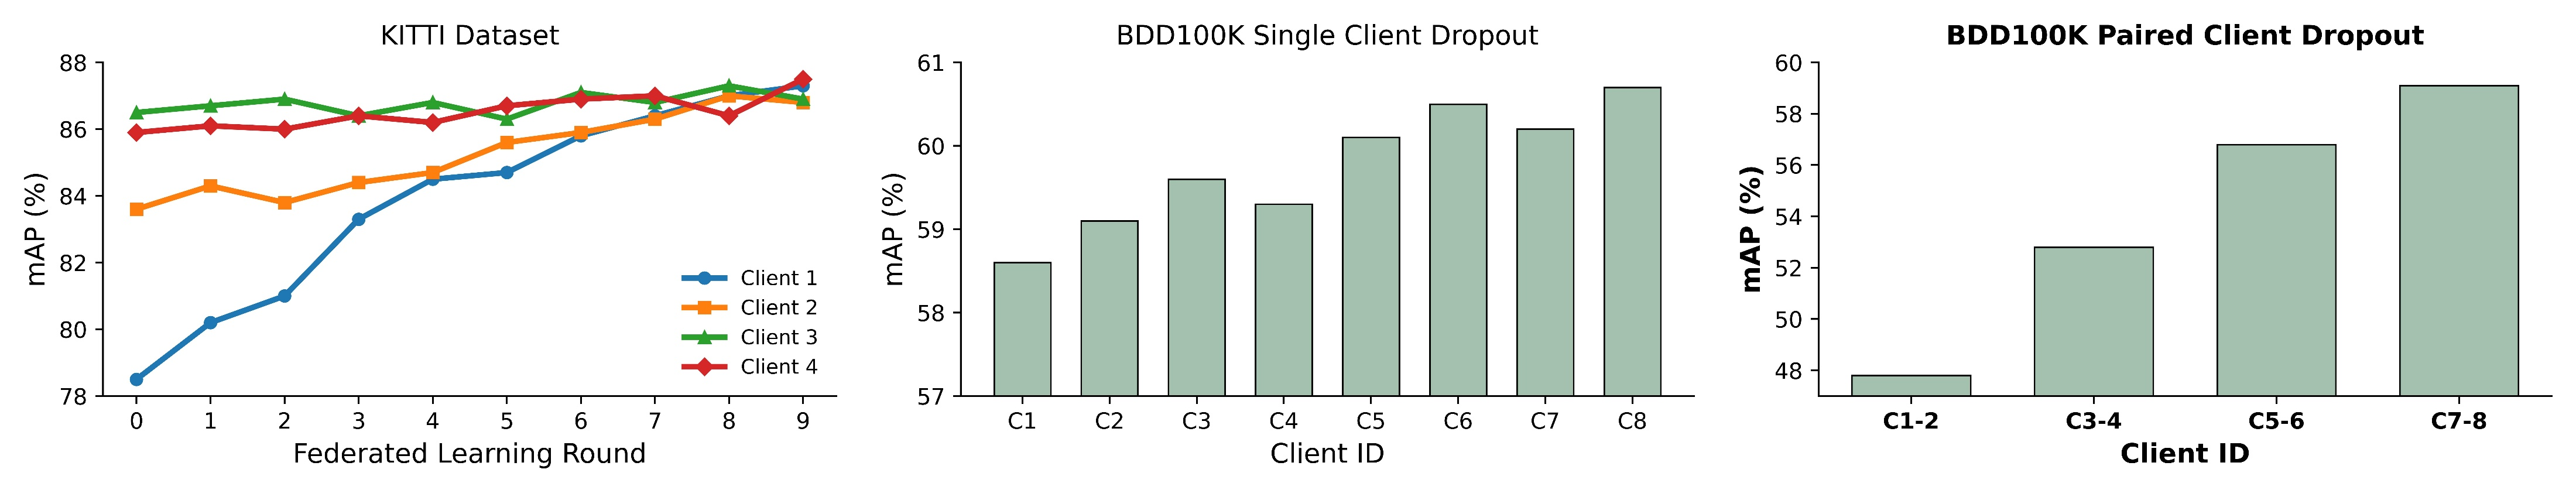 KITTI Dataset
mAP (%)
88
86
84
82
80
78
0 1 2 3 4 5 6 7 8 9
Federated Learning Round
Client 1
Client 2
Client 3
Client 4
BDD100K Single Client Dropout
mAP (%)
61
60
59
58
57
C1 C2 C3 C4 C5 C6 C7 C8
Client ID
BDD100K Paired Client Dropout
mAP (%)
60
58
56
54
52
50
48
C1-2 C3-4 C5-6 C7-8
Client ID